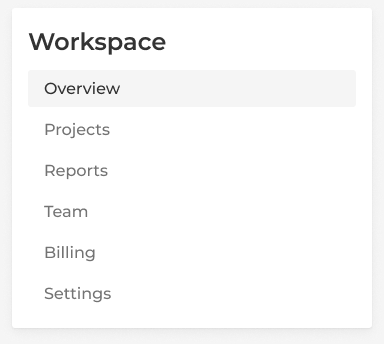 Workspace
Overview
Projects
Reports
Team
Billing
Settings